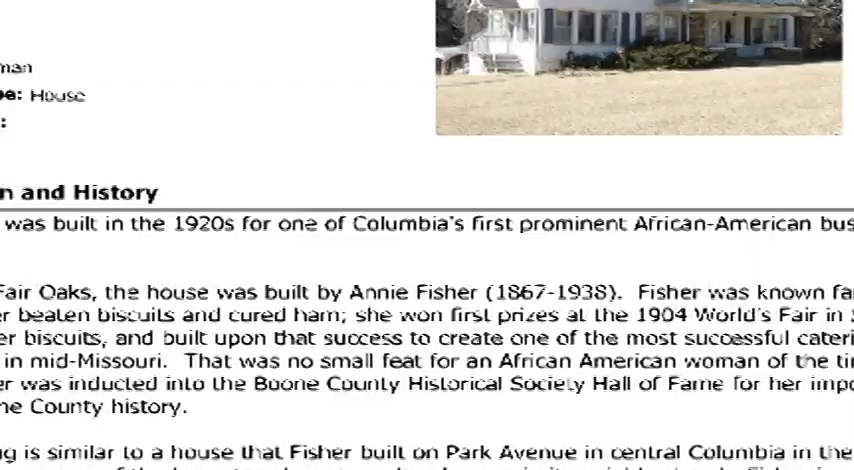 man
e: House
:
n and History
was built in the 1920s for one of Columbia's first prominent African-American bus
Fair Oaks, the house was built by Annie Fisher (1867-1938). Fisher was known far
r beaten biscuits and cured ham; she won first prizes at the 1904 World's Fair in S
er biscuits, and built upon that success to create one of the most successful cateri
in mid-Missouri. That was no small feat for an African American woman of the ti
er was inducted into the Boone County Historical Society Hall of Fame for her impo
ne County history.
ng is similar to a house that Fisher built on Park Avenue in central Columbia in the